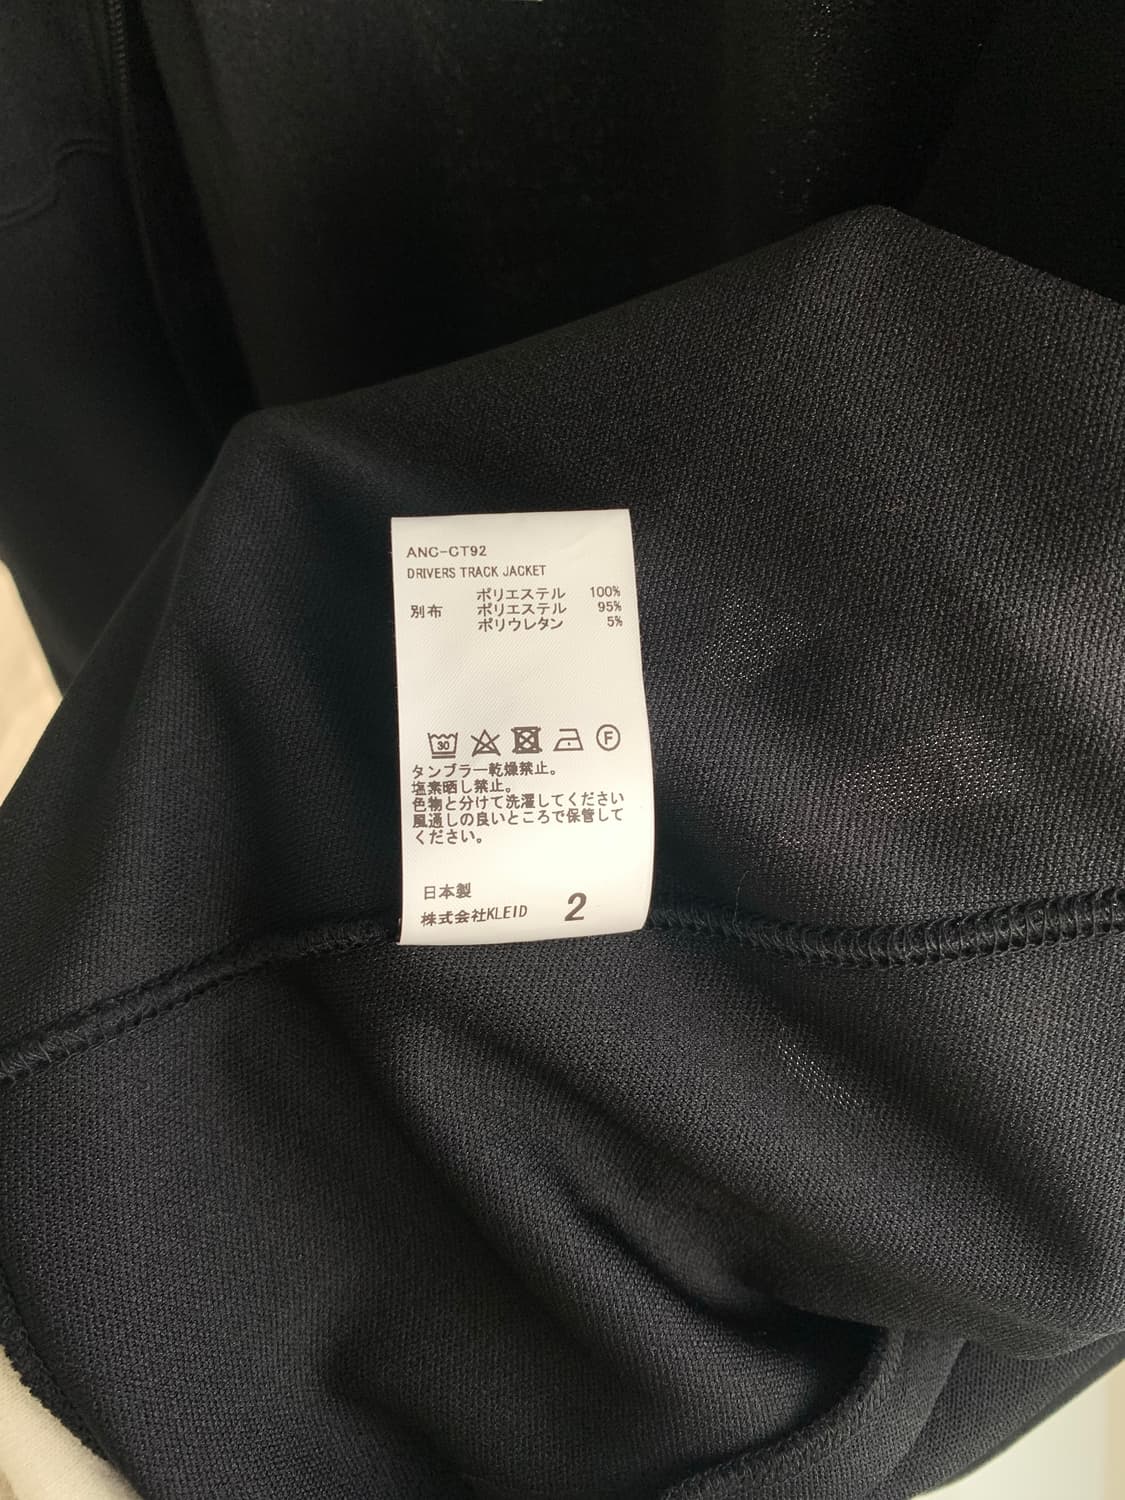 ANC-CT92
DRIVERS TRACK JACKET
ポリエステル 100%
別布 ポリエステル 95%
ポリウレタン 5%
30 F
タンブラー乾燥禁止。
塩素晒し禁止。
色物と分けて洗濯してください
風通しの良いところで保管して
ください。
日本製
株式会社KLEID 2